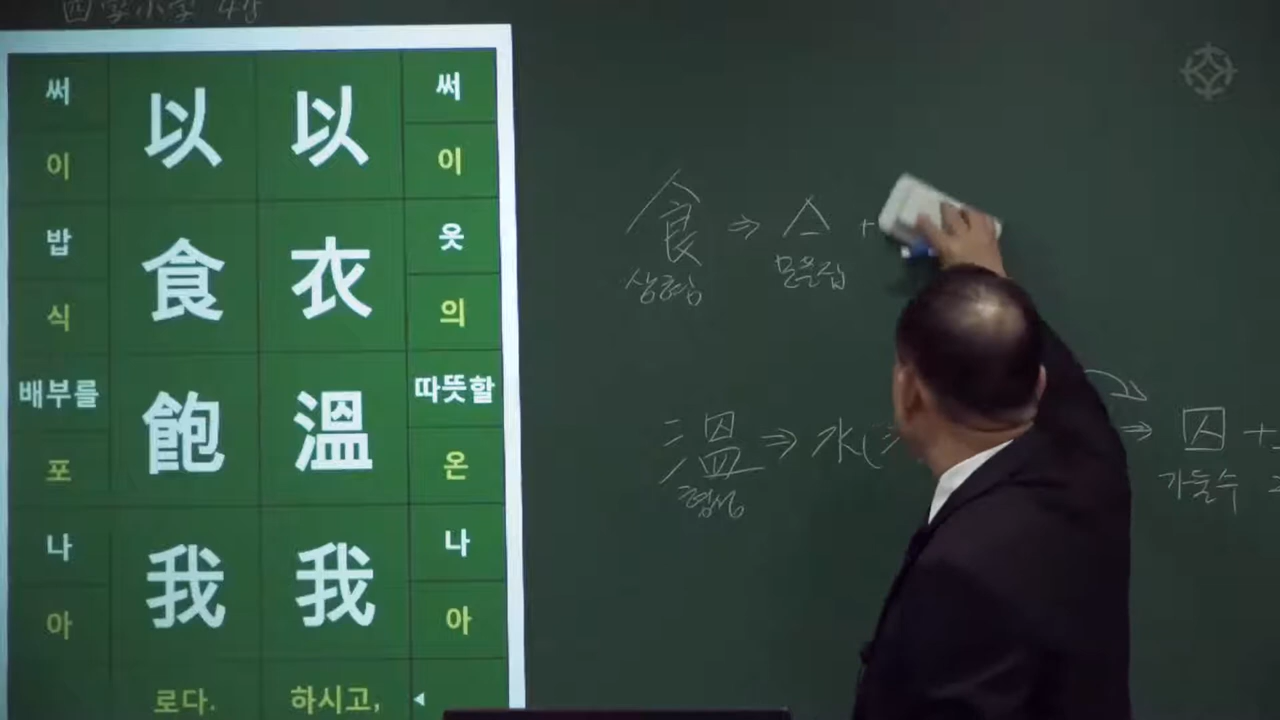 四字小學 4강
써 以 以 써
이 이
밥 食 衣 옷
식 의
배부를 飽 溫 따뜻할
포 온
나 我 我 나
아 아
로다. 하시고,
食 ⇒ 亼 +
상형 모을집
溫 ⇒ 水( ⇒ 囚 +
형성 가둘수